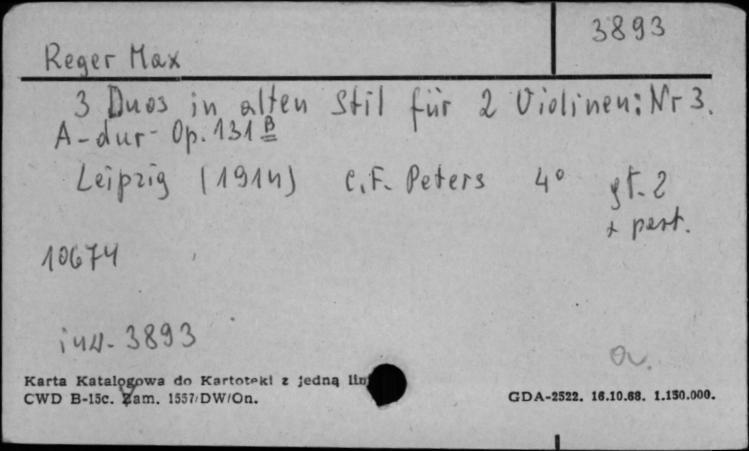 3893
Reger Max
3 Duos in alten Stil für 2 Violinen: Nr 3.
A-dur Op. 131 B
Leipzig (1914) C.F. Peters 4° gł. 2
+ part.
10674
inw. 3893
a.
Karta Katalogowa do Kartoteki z jedną
CWD B-15c. Zam. 1557/DW/On.
GDA-2522. 16.10.68. 1.150.000.